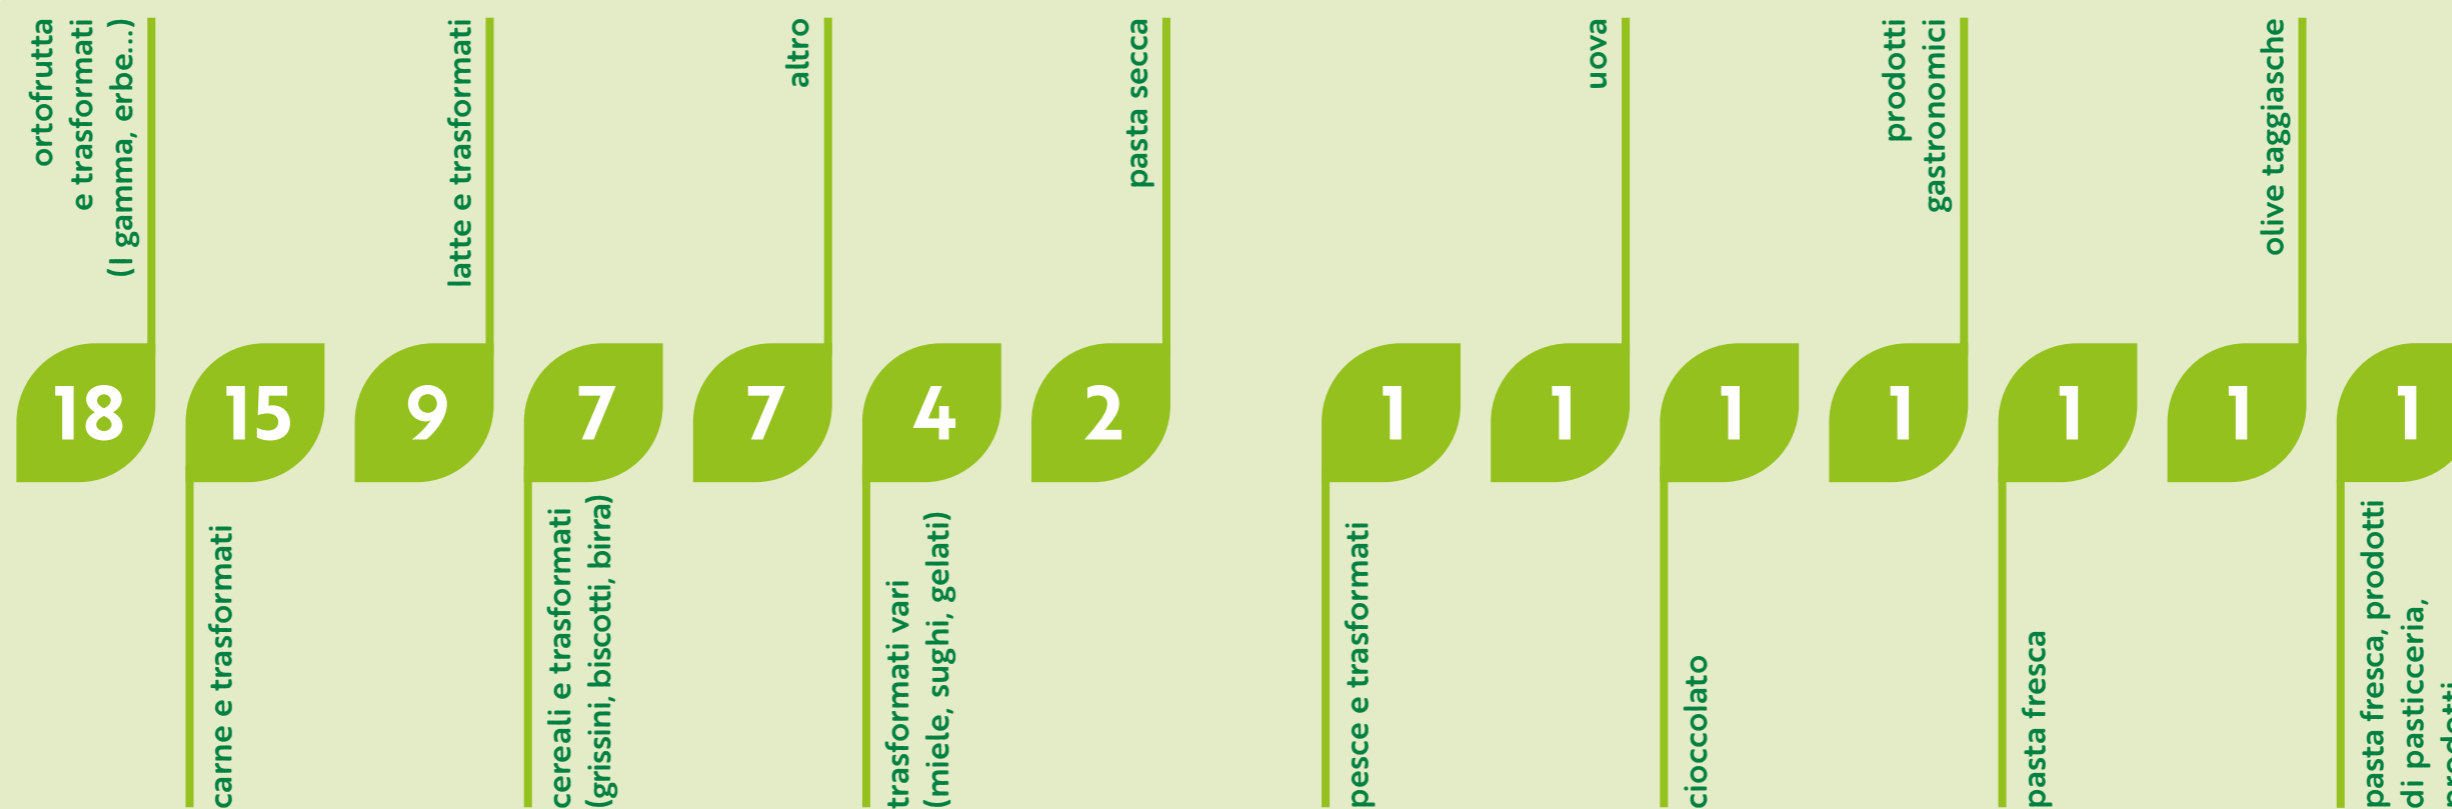 ortofrutta
e trasformati
(I gamma, erbe...)
18
15
carne e trasformati
latte e trasformati
9
7
cereali e trasformati
(grissini, biscotti, birra)
altro
7
4
trasformati vari
(miele, sughi, gelati)
pasta secca
2
1
pesce e trasformati
uova
1
1
cioccolato
prodotti
gastronomici
1
1
pasta fresca
olive taggiasche
1
1
pasta fresca, prodotti
di pasticceria,